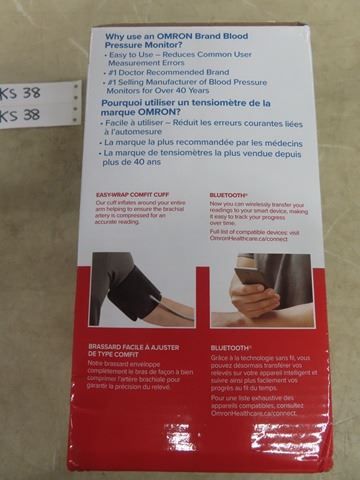 KS 38
KS 38
Why use an OMRON Brand Blood
Pressure Monitor?
• Easy to Use – Reduces Common User
Measurement Errors
• #1 Doctor Recommended Brand
• #1 Selling Manufacturer of Blood Pressure
Monitors for Over 40 Years
Pourquoi utiliser un tensiomètre de la
marque OMRON?
• Facile à utiliser – Réduit les erreurs courantes liées
à l'automesure
• La marque la plus recommandée par les médecins
• La marque de tensiomètres la plus vendue depuis
plus de 40 ans
EASY-WRAP COMFIT CUFF
Our cuff inflates around your entire
arm helping to ensure the brachial
artery is compressed for an
accurate reading.
BLUETOOTH®
Now you can wirelessly transfer your
readings to your smart device, making
it easy to track your progress
over time.
Full list of compatible devices: visit
OmronHealthcare.ca/connect
BRASSARD FACILE À AJUSTER
DE TYPE COMFIT
Notre brassard enveloppe
complètement le bras de façon à bien
comprimer l'artère brachiale pour
garantir la précision du relevé.
BLUETOOTH®
Grâce à la technologie sans fil, vous
pouvez désormais transférer vos
relevés sur votre appareil intelligent et
suivre ainsi plus facilement vos
progrès au fil du temps.
Pour une liste exhaustive des
appareils compatibles, consultez
OmronHealthcare.ca/connect.